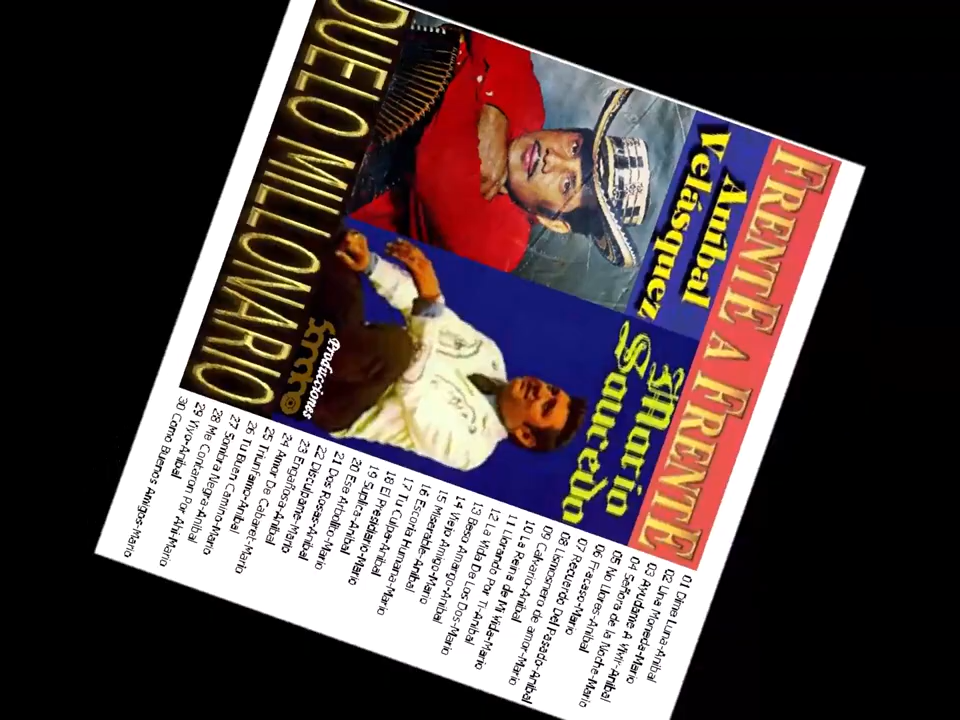 FRENTE A FRENTE
Aníbal
Velásquez
Mario
Saucedo
Producciones
DUELO MILLONARIO
01 Dime Luna-Anibal
02 Una Moneda-Mario
03 Ayudame A Vivir-Anibal
04 Señora de la Noche-Mario
05 No Llores-Anibal
06 Fracaso-Mario
07 Recuerdo Del Pasado-Anibal
08 Lismosnero de amor-Mario
09 Calvario-Anibal
10 La Reina de Mi Vida-Mario
11 Llorando Por Ti-Anibal
12 La Vida De Los Dos-Mario
13 Beso Amargo-Anibal
14 Viejo Amigo-Mario
15 Miserable-Anibal
16 Escoria Humana-Mario
17 Tu Culpa-Anibal
18 El Presidiario-Mario
19 Suplica-Anibal
20 Ese Arbolito-Mario
21 Dos Rosas-Anibal
22 Disculpame-Mario
23 Engañosa-Anibal
24 Amor De Cabaret-Mario
25 Triunfamo-Anibal
26 Tu Buen Camino-Mario
27 Sombra Negra-Anibal
28 Me Contaron Por Ahi-Mario
29 Viyo-Anibal
30 Como Buenos Amigos-Mario